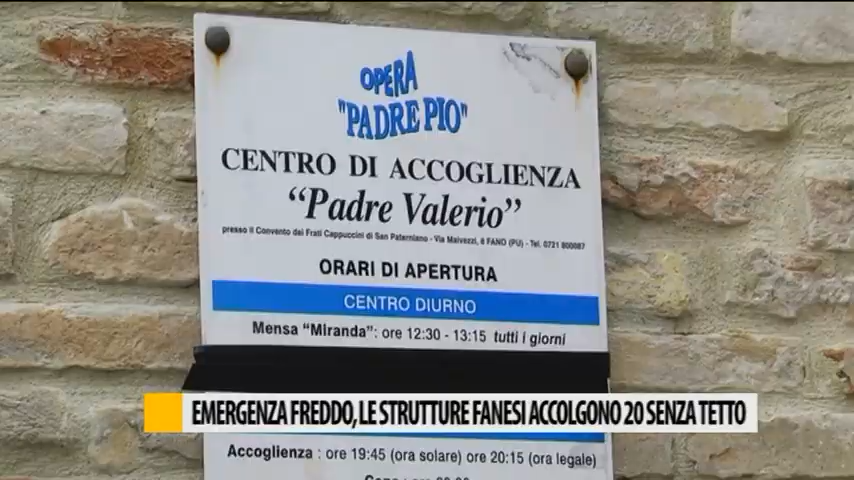 OPERA
"PADRE PIO"
CENTRO DI ACCOGLIENZA
“Padre Valerio”
presso il Convento dei Frati Cappuccini di San Paterniano - Via Malvezzi, 6 FANO (PU) - Tel. 0721 800087
ORARI DI APERTURA
CENTRO DIURNO
Mensa “Miranda”: ore 12:30 - 13:15 tutti i giorni
EMERGENZA FREDDO, LE STRUTTURE FANESI ACCOLGONO 20 SENZA TETTO
Accoglienza : ore 19:45 (ora solare) ore 20:15 (ora legale)